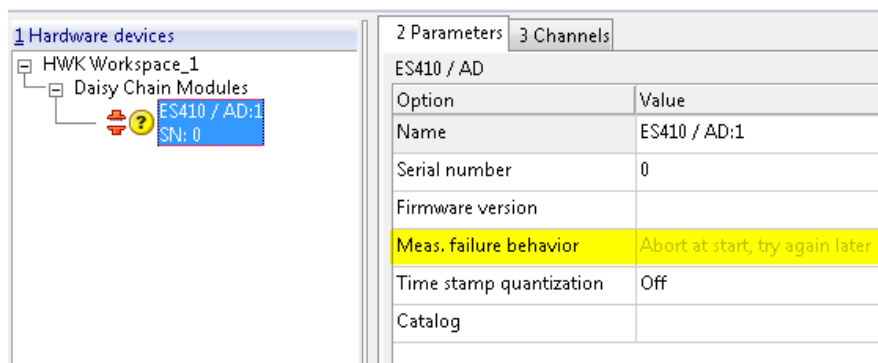 1 Hardware devices
HWK Workspace_1
Daisy Chain Modules
ES410 / AD:1
SN: 0
2 Parameters 3 Channels
ES410 / AD
Option Value
Name ES410 / AD:1
Serial number 0
Firmware version
Meas. failure behavior Abort at start, try again later
Time stamp quantization Off
Catalog